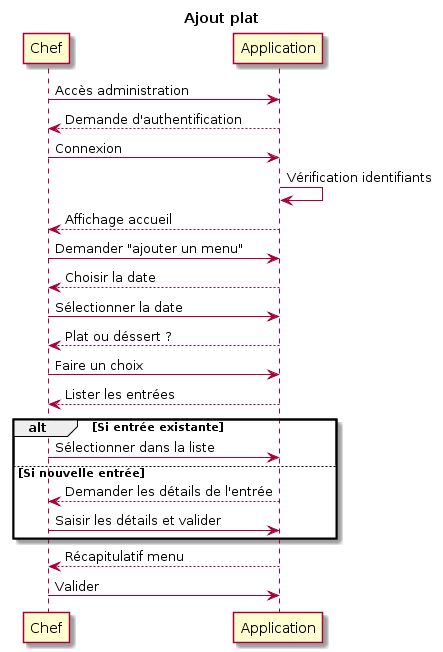 Ajout plat
Chef Application
Accès administration
Demande d'authentification
Connexion
Vérification identifiants
Affichage accueil
Demander "ajouter un menu"
Choisir la date
Sélectionner la date
Plat ou déssert ?
Faire un choix
Lister les entrées
alt [Si entrée existante]
Sélectionner dans la liste
[Si nouvelle entrée]
Demander les détails de l'entrée
Saisir les détails et valider
Récapitulatif menu
Valider
Chef Application